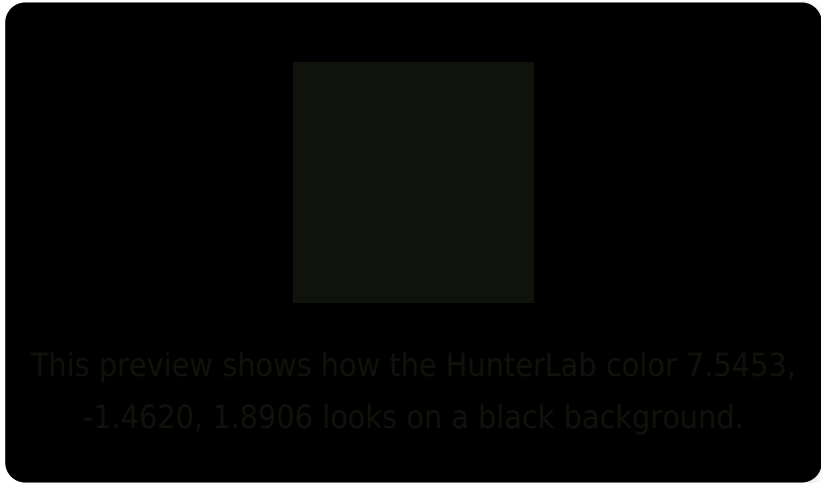 This preview shows how the HunterLab color 7.5453,
-1.4620, 1.8906 looks on a black background.